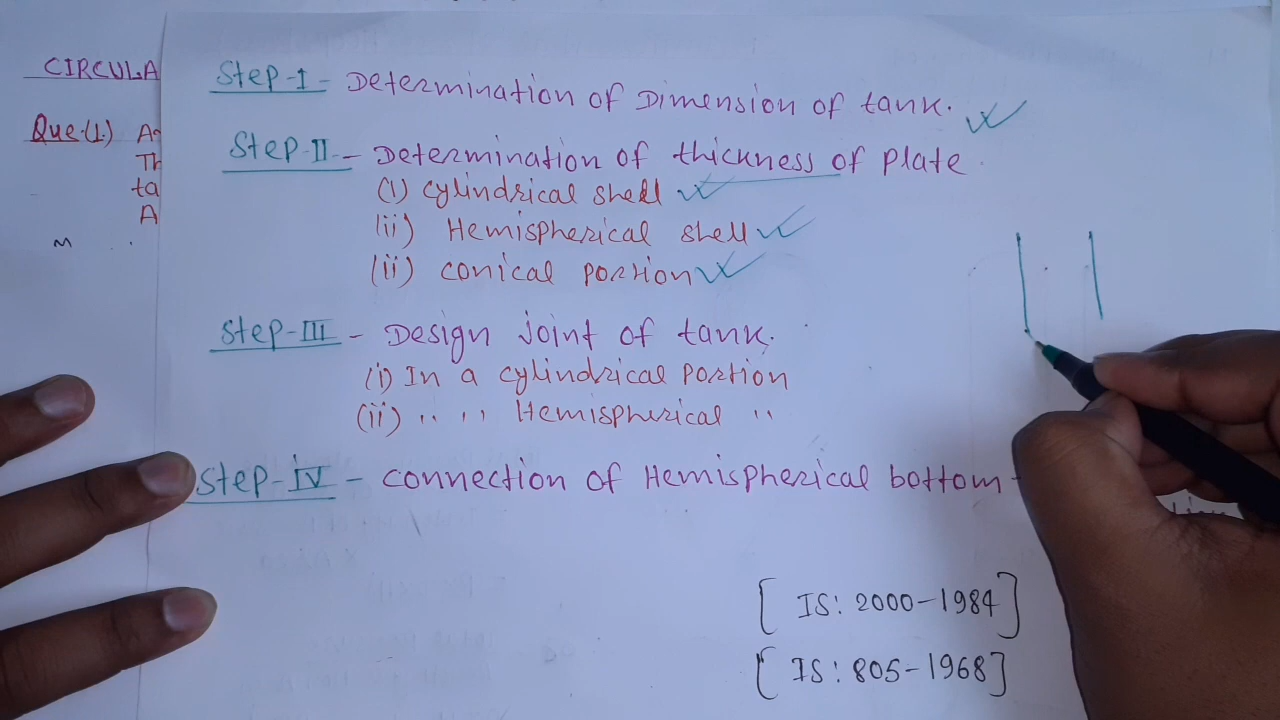 CIRCULA
Step-I - Determination of Dimension of tank.
Que.(1.) A
Th
ta
A
Step-II - Determination of thickness of Plate
(i) cylindrical shell
(ii) Hemispherical shell
(ii) conical portion
Step-III - Design joint of tank.
(i) In a cylindrical portion
(ii) " " Hemispherical "
Step-IV - connection of Hemispherical bottom
[IS: 2000-1984]
[IS: 805-1968]